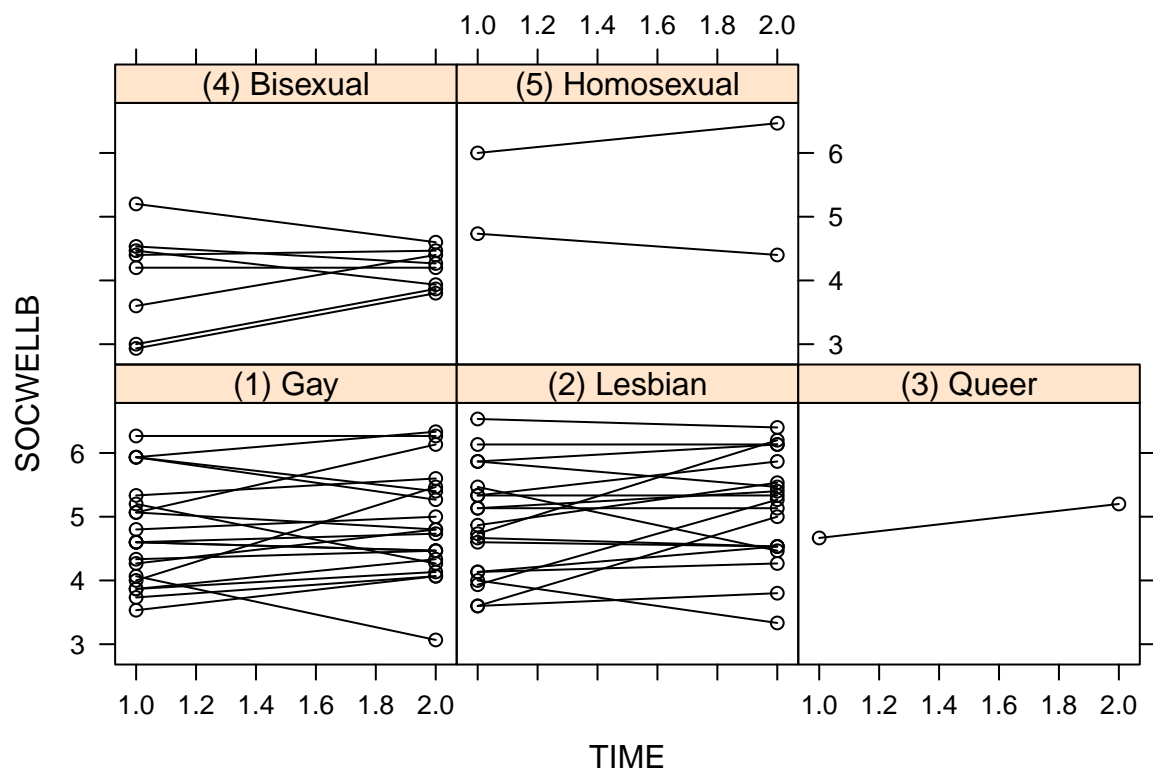 1.0 1.2 1.4 1.6 1.8 2.0
(4) Bisexual
(5) Homosexual
6
5
4
3
SOCWELLB
(1) Gay
(2) Lesbian
(3) Queer
6
5
4
3
1.0 1.2 1.4 1.6 1.8 2.0
1.0 1.2 1.4 1.6 1.8 2.0
TIME